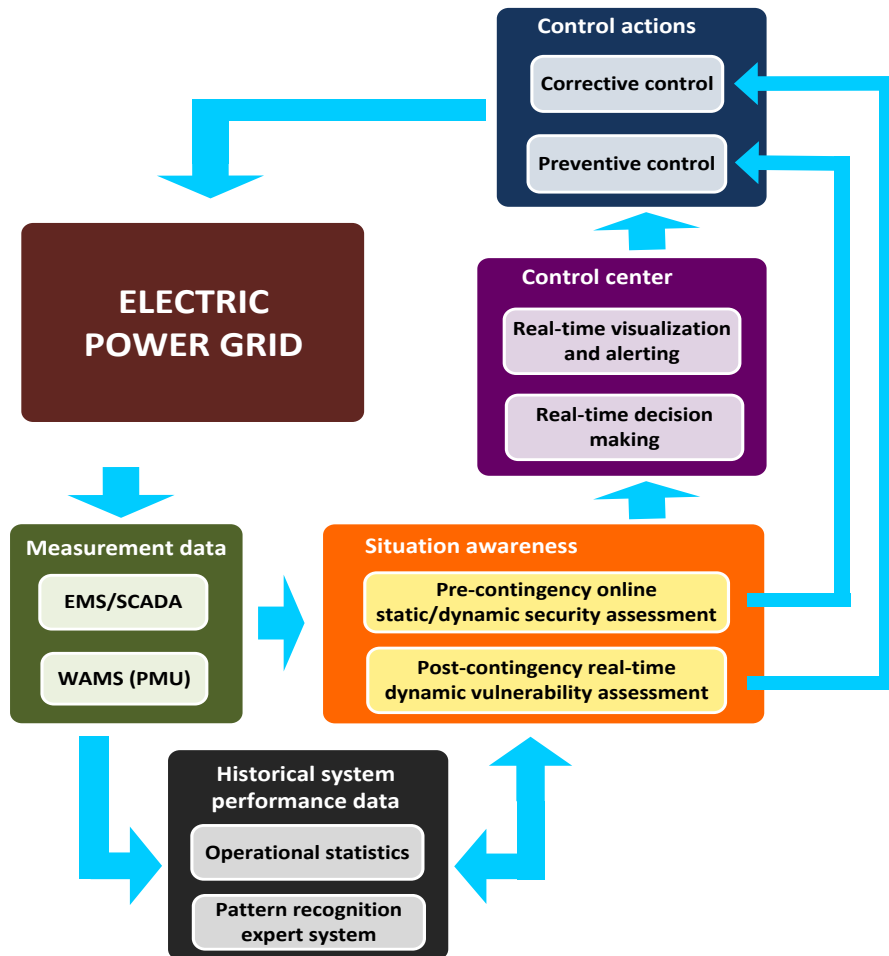 Control actions
Corrective control
Preventive control
ELECTRIC
POWER GRID
Control center
Real-time visualization
and alerting
Real-time decision
making
Measurement data
EMS/SCADA
WAMS (PMU)
Situation awareness
Pre-contingency online
static/dynamic security assessment
Post-contingency real-time
dynamic vulnerability assessment
Historical system
performance data
Operational statistics
Pattern recognition
expert system